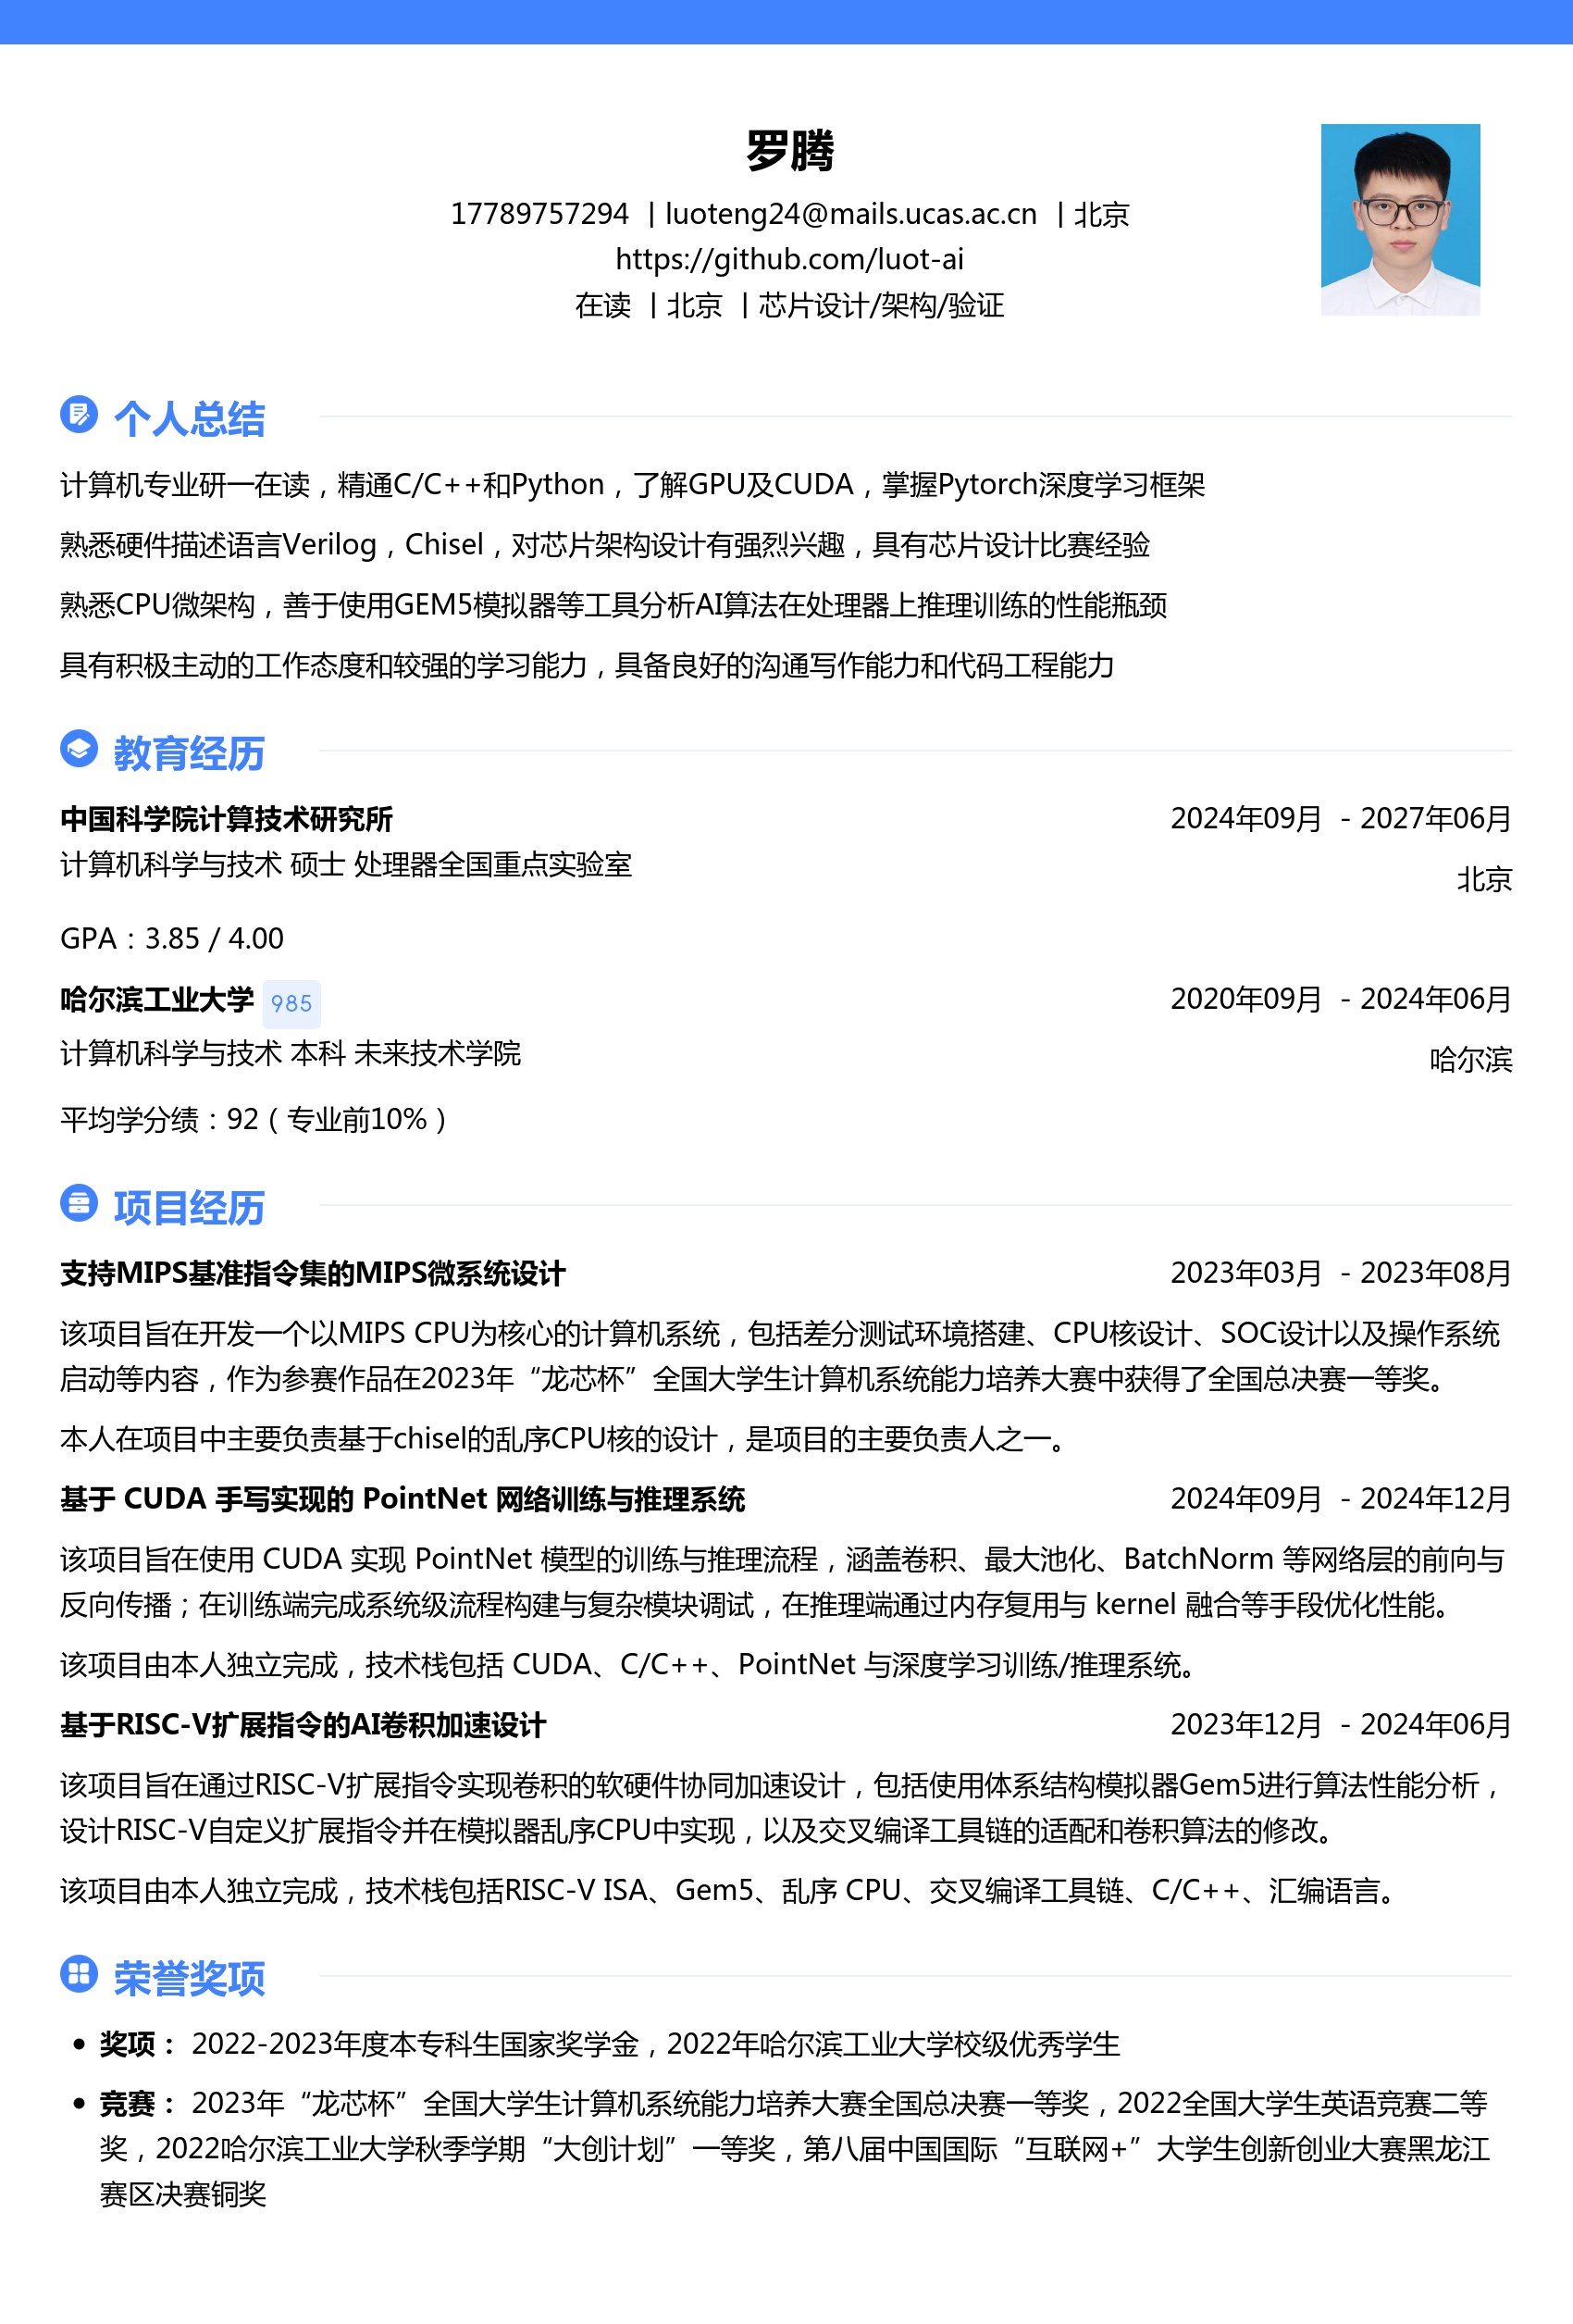 罗腾
17789757294 | luoteng24@mails.ucas.ac.cn | 北京
https://github.com/luot-ai
在读 | 北京 | 芯片设计/架构/验证
个人总结
计算机专业研一在读，精通C/C++和Python，了解GPU及CUDA，掌握Pytorch深度学习框架
熟悉硬件描述语言Verilog，Chisel，对芯片架构设计有强烈兴趣，具有芯片设计比赛经验
熟悉CPU微架构，善于使用GEM5模拟器等工具分析AI算法在处理器上推理训练的性能瓶颈
具有积极主动的工作态度和较强的学习能力，具备良好的沟通写作能力和代码工程能力
教育经历
中国科学院计算技术研究所 2024年09月 - 2027年06月
计算机科学与技术 硕士 处理器全国重点实验室 北京
GPA：3.85 / 4.00
哈尔滨工业大学 985 2020年09月 - 2024年06月
计算机科学与技术 本科 未来技术学院 哈尔滨
平均学分绩：92（专业前10%）
项目经历
支持MIPS基准指令集的MIPS微系统设计 2023年03月 - 2023年08月
该项目旨在开发一个以MIPS CPU为核心的计算机系统，包括差分测试环境搭建、CPU核设计、SOC设计以及操作系统
启动等内容，作为参赛作品在2023年“龙芯杯”全国大学生计算机系统能力培养大赛中获得了全国总决赛一等奖。
本人在项目中主要负责基于chisel的乱序CPU核的设计，是项目的主要负责人之一。
基于 CUDA 手写实现的 PointNet 网络训练与推理系统 2024年09月 - 2024年12月
该项目旨在使用 CUDA 实现 PointNet 模型的训练与推理流程，涵盖卷积、最大池化、BatchNorm 等网络层的前向与
反向传播；在训练端完成系统级流程构建与复杂模块调试，在推理端通过内存复用与 kernel 融合等手段优化性能。
该项目由本人独立完成，技术栈包括 CUDA、C/C++、PointNet 与深度学习训练/推理系统。
基于RISC-V扩展指令的AI卷积加速设计 2023年12月 - 2024年06月
该项目旨在通过RISC-V扩展指令实现卷积的软硬件协同加速设计，包括使用体系结构模拟器Gem5进行算法性能分析，
设计RISC-V自定义扩展指令并在模拟器乱序CPU中实现，以及交叉编译工具链的适配和卷积算法的修改。
该项目由本人独立完成，技术栈包括RISC-V ISA、Gem5、乱序 CPU、交叉编译工具链、C/C++、汇编语言。
荣誉奖项
• 奖项： 2022-2023年度本专科生国家奖学金，2022年哈尔滨工业大学校级优秀学生
• 竞赛： 2023年“龙芯杯”全国大学生计算机系统能力培养大赛全国总决赛一等奖，2022全国大学生英语竞赛二等
奖，2022哈尔滨工业大学秋季学期“大创计划”一等奖，第八届中国国际“互联网+”大学生创新创业大赛黑龙江
赛区决赛铜奖